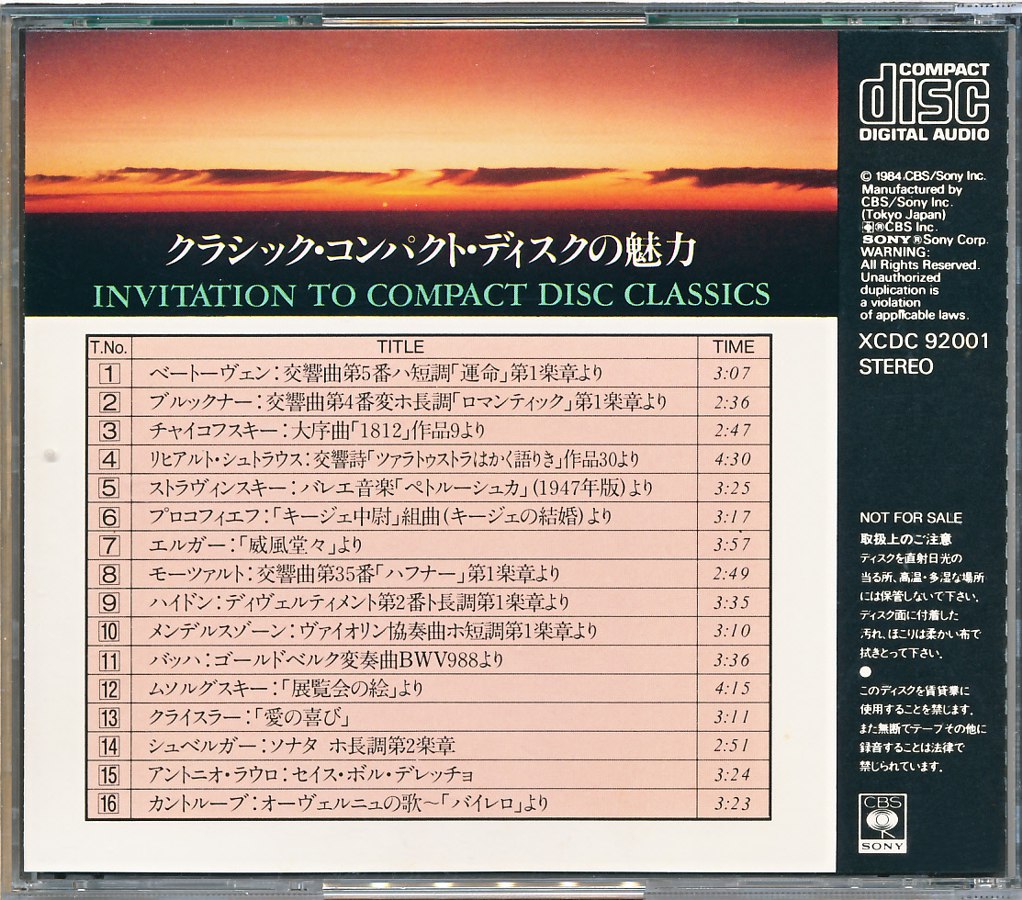 クラシック・コンパクト・ディスクの魅力
INVITATION TO COMPACT DISC CLASSICS
T.No. TITLE TIME
1 ベートーヴェン：交響曲第5番ハ短調「運命」第1楽章より 3:07
2 ブルックナー：交響曲第4番変ホ長調「ロマンティック」第1楽章より 2:36
3 チャイコフスキー：大序曲「1812」作品9より 2:47
4 リヒアルト・シュトラウス：交響詩「ツァラトゥストラはかく語りき」作品30より 4:30
5 ストラヴィンスキー：バレエ音楽「ペトルーシュカ」(1947年版)より 3:25
6 プロコフィエフ：「キージェ中尉」組曲(キージェの結婚)より 3:17
7 エルガー：「威風堂々」より 3:57
8 モーツァルト：交響曲第35番「ハフナー」第1楽章より 2:49
9 ハイドン：ディヴェルティメント第2番ト長調第1楽章より 3:35
10 メンデルスゾーン：ヴァイオリン協奏曲ホ短調第1楽章より 3:10
11 バッハ：ゴールドベルク変奏曲BWV988より 3:36
12 ムソルグスキー：「展覧会の絵」より 4:15
13 クライスラー：「愛の喜び」 3:11
14 シュベルガー：ソナタ ホ長調第2楽章 2:51
15 アントニオ・ラウロ：セイス・ボル・デレッチョ 3:24
16 カントルーブ：オーヴェルニュの歌〜「バイレロ」より 3:23
COMPACT
disc
DIGITAL AUDIO
© 1984.CBS/Sony Inc.
Manufactured by
CBS/Sony Inc.
(Tokyo Japan)
®CBS Inc.
SONY ®Sony Corp.
WARNING:
All Rights Reserved.
Unauthorized
duplication is
a violation
of applicable laws.
XCDC 92001
STEREO
NOT FOR SALE
取扱上のご注意
ディスクを直射日光の
当る所、高温・多湿な場所
には保管しないで下さい。
ディスク面に付着した
汚れ、ほこりは柔かい布で
拭きとって下さい。
●
このディスクを賃貸業に
使用することを禁じます。
また無断でテープその他に
録音することは法律で
禁じられています。
CBS
SONY